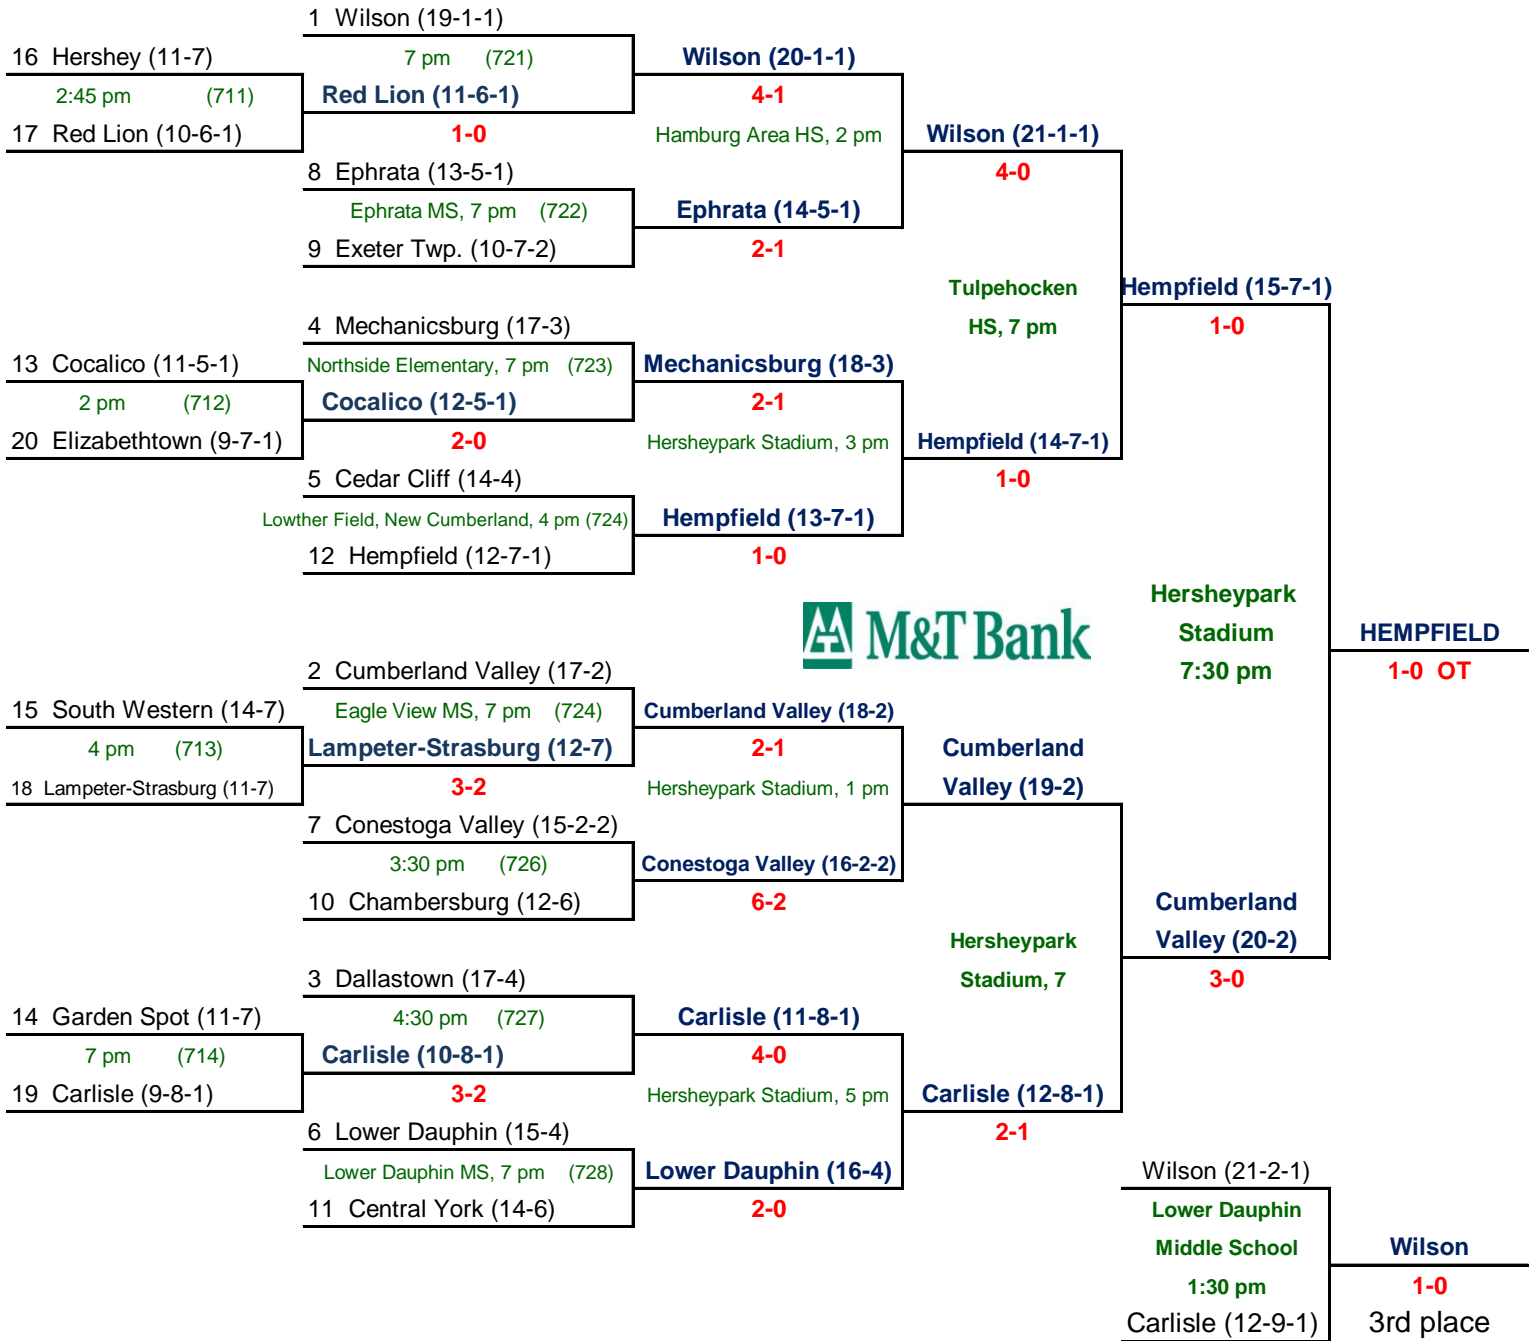 1 Wilson (19-1-1)
16 Hershey (11-7)
7 pm (721)
Wilson (20-1-1)
2:45 pm (711)
Red Lion (11-6-1)
4-1
17 Red Lion (10-6-1)
1-0
Hamburg Area HS, 2 pm
Wilson (21-1-1)
8 Ephrata (13-5-1)
4-0
Ephrata MS, 7 pm (722)
Ephrata (14-5-1)
9 Exeter Twp. (10-7-2)
2-1
Tulpehocken
HS, 7 pm
Hempfield (15-7-1)
1-0
4 Mechanicsburg (17-3)
13 Cocalico (11-5-1)
Northside Elementary, 7 pm (723)
Mechanicsburg (18-3)
2 pm (712)
Cocalico (12-5-1)
2-1
20 Elizabethtown (9-7-1)
2-0
Hersheypark Stadium, 3 pm
Hempfield (14-7-1)
5 Cedar Cliff (14-4)
1-0
Lowther Field, New Cumberland, 4 pm (724)
Hempfield (13-7-1)
12 Hempfield (12-7-1)
1-0
Hersheypark
Stadium
7:30 pm
M&T Bank
HEMPFIELD
1-0 OT
2 Cumberland Valley (17-2)
15 South Western (14-7)
Eagle View MS, 7 pm (724)
Cumberland Valley (18-2)
4 pm (713)
Lampeter-Strasburg (12-7)
2-1
Cumberland
Valley (19-2)
18 Lampeter-Strasburg (11-7)
3-2
Hersheypark Stadium, 1 pm
7 Conestoga Valley (15-2-2)
3:30 pm (726)
Conestoga Valley (16-2-2)
10 Chambersburg (12-6)
6-2
Cumberland
Valley (20-2)
3-0
Hersheypark
Stadium, 7
3 Dallastown (17-4)
14 Garden Spot (11-7)
4:30 pm (727)
Carlisle (11-8-1)
7 pm (714)
Carlisle (10-8-1)
4-0
19 Carlisle (9-8-1)
3-2
Hersheypark Stadium, 5 pm
Carlisle (12-8-1)
6 Lower Dauphin (15-4)
2-1
Lower Dauphin MS, 7 pm (728)
Lower Dauphin (16-4)
11 Central York (14-6)
2-0
Wilson (21-2-1)
Lower Dauphin
Middle School
1:30 pm
Wilson
1-0
Carlisle (12-9-1)
3rd place